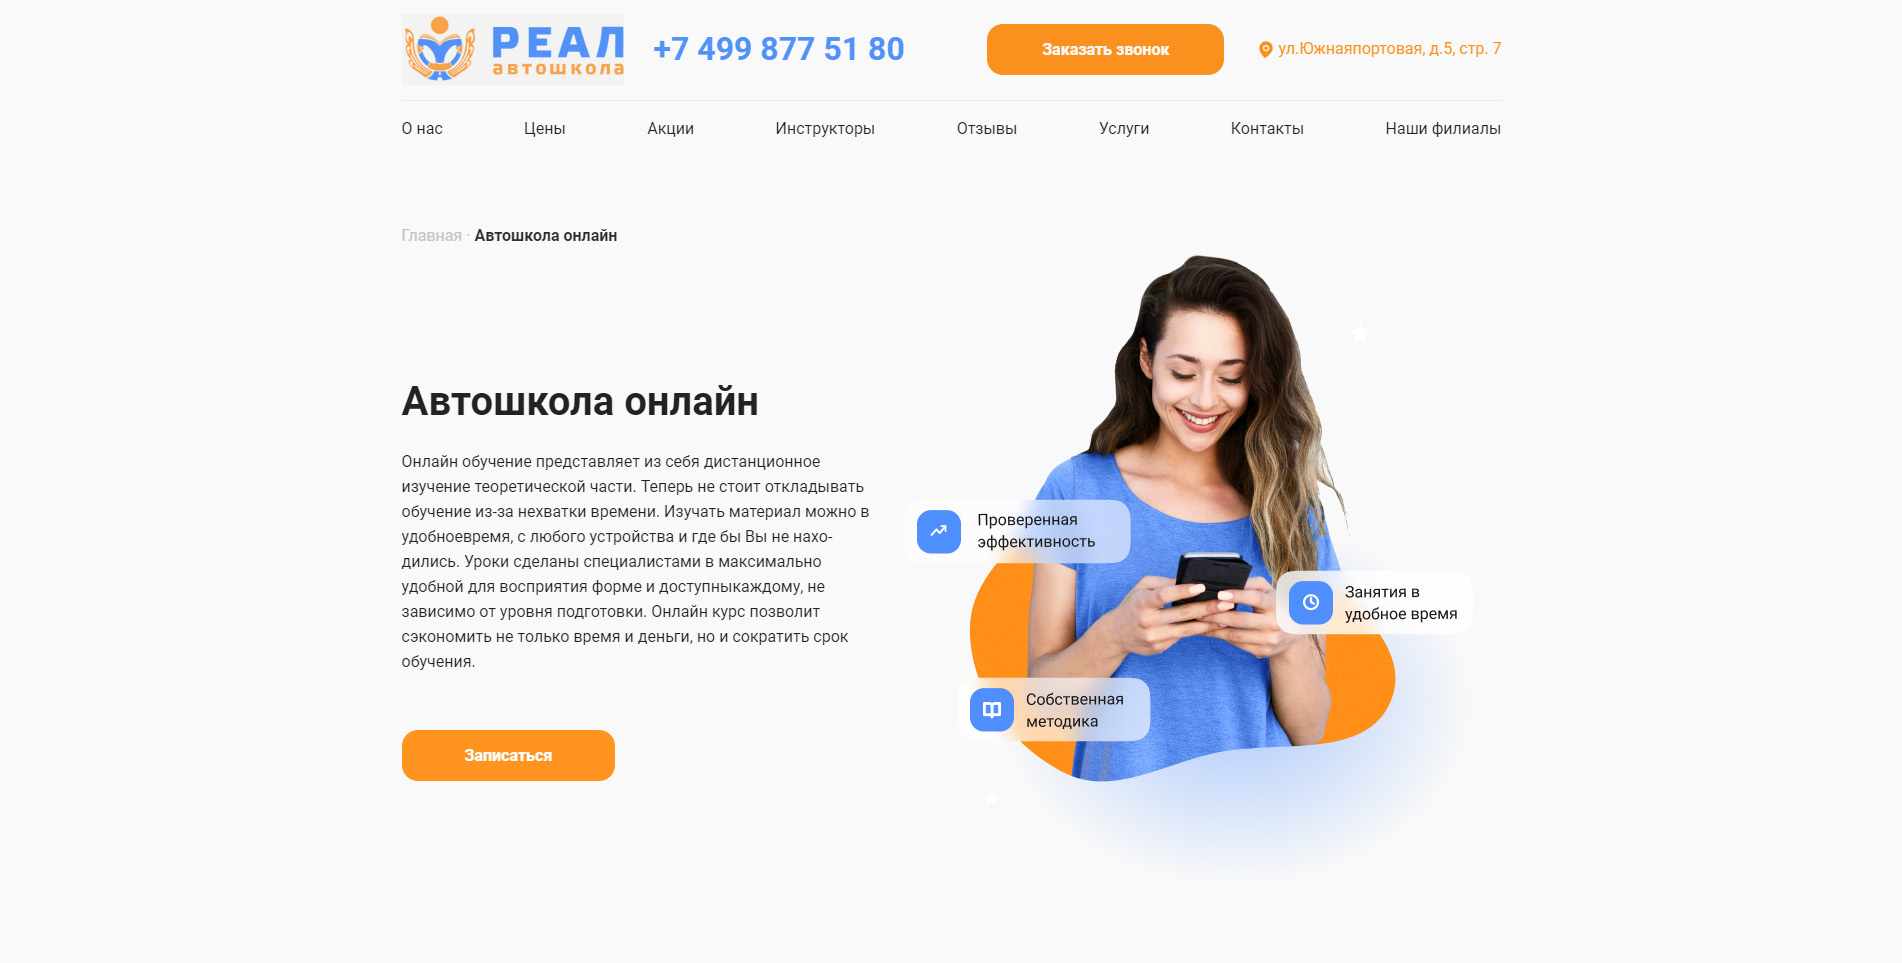 РЕАЛ
автошкола
+7 499 877 51 80
Заказать звонок
ул.Южнаяпортовая, д.5, стр. 7
О нас
Цены
Акции
Инструкторы
Отзывы
Услуги
Контакты
Наши филиалы
Главная · Автошкола онлайн
Автошкола онлайн
Онлайн обучение представляет из себя дистанционное
изучение теоретической части. Теперь не стоит откладывать
обучение из-за нехватки времени. Изучать материал можно в
удобноевремя, с любого устройства и где бы Вы не нахо-
дились. Уроки сделаны специалистами в максимально
удобной для восприятия форме и доступныкаждому, не
зависимо от уровня подготовки. Онлайн курс позволит
сэкономить не только время и деньги, но и сократить срок
обучения.
Записаться
Проверенная
эффективность
Занятия в
удобное время
Собственная
методика